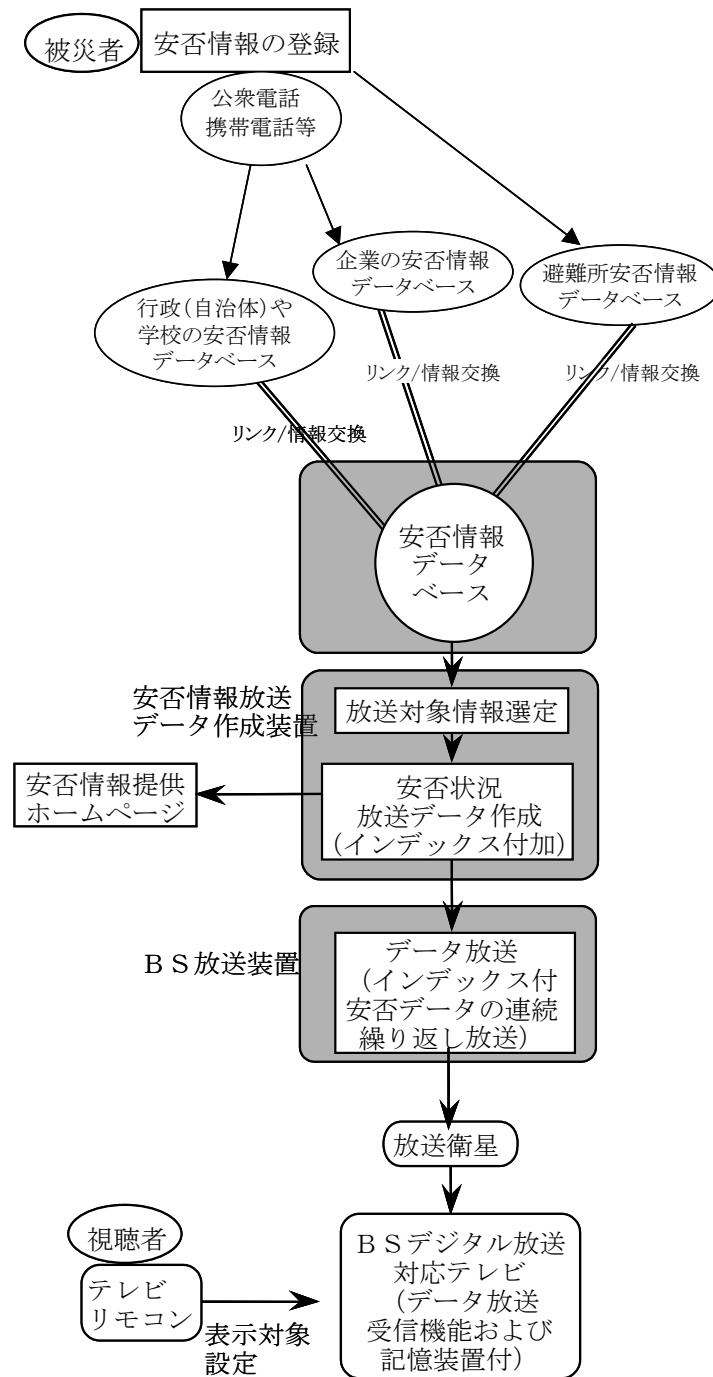 被災者
安否情報の登録
公衆電話
携帯電話等
企業の安否情報
データベース
避難所安否情報
データベース
行政(自治体)や
学校の安否情報
データベース
リンク/情報交換
リンク/情報交換
リンク/情報交換
安否情報
データ
ベース
安否情報放送
データ作成装置
放送対象情報選定
安否情報提供
ホームページ
安否状況
放送データ作成
(インデックス付加)
ＢＳ放送装置
データ放送
(インデックス付
安否データの連続
繰り返し放送)
放送衛星
視聴者
テレビ
リモコン
表示対象
設定
ＢＳデジタル放送
対応テレビ
(データ放送
受信機能および
記憶装置付)